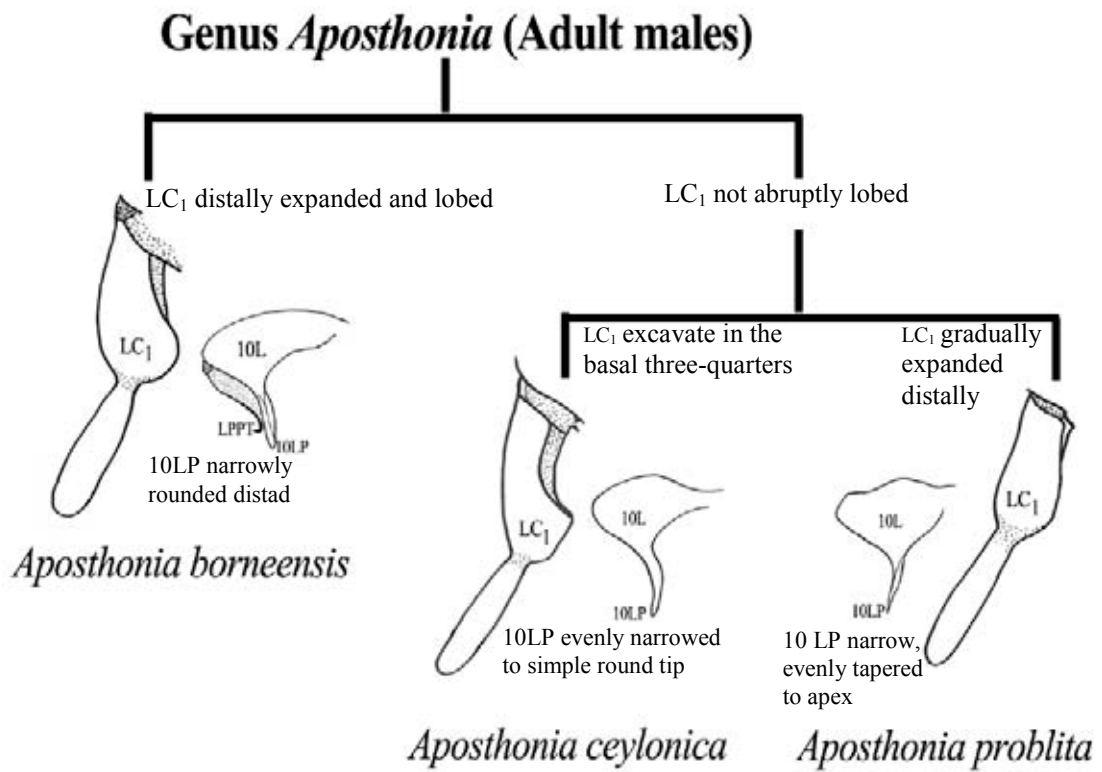 Genus Aposthonia (Adult males)
LC₁ distally expanded and lobed
LC₁ not abruptly lobed
LC₁
10L
LPPT
10LP
10LP narrowly
rounded distad
Aposthonia borneensis
LC₁ excavate in the
basal three-quarters
LC₁
10L
10LP
10LP evenly narrowed
to simple round tip
Aposthonia ceylonica
LC₁ gradually
expanded
distally
LC₁
10L
10LP
10 LP narrow,
evenly tapered
to apex
Aposthonia problita